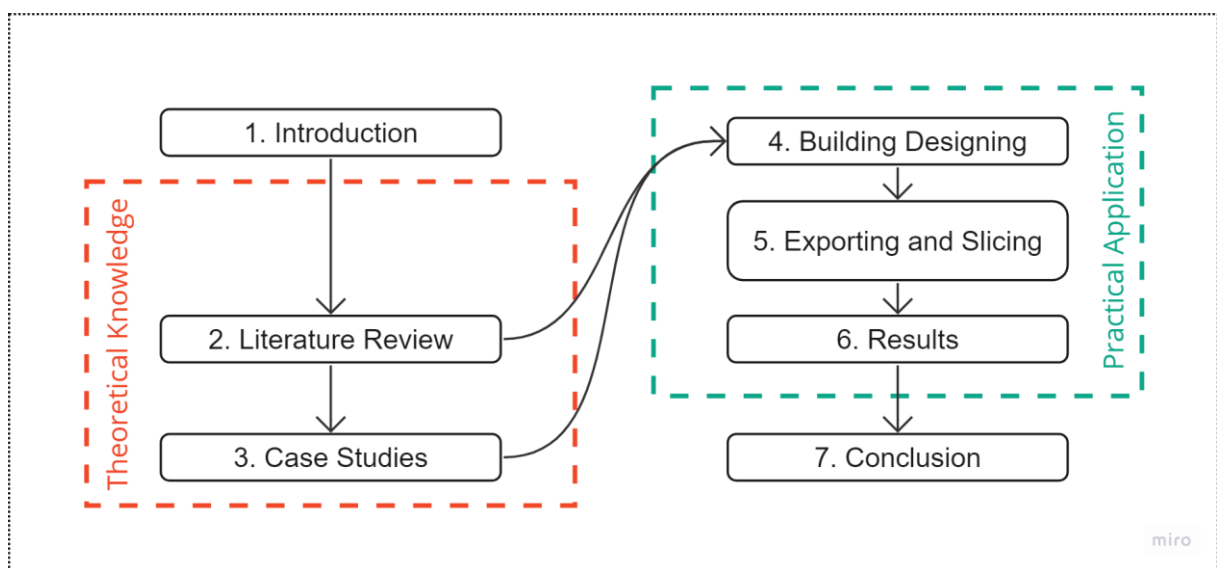 1. Introduction
Theoretical Knowledge
2. Literature Review
3. Case Studies
4. Building Designing
5. Exporting and Slicing
6. Results
Practical Application
7. Conclusion
miro